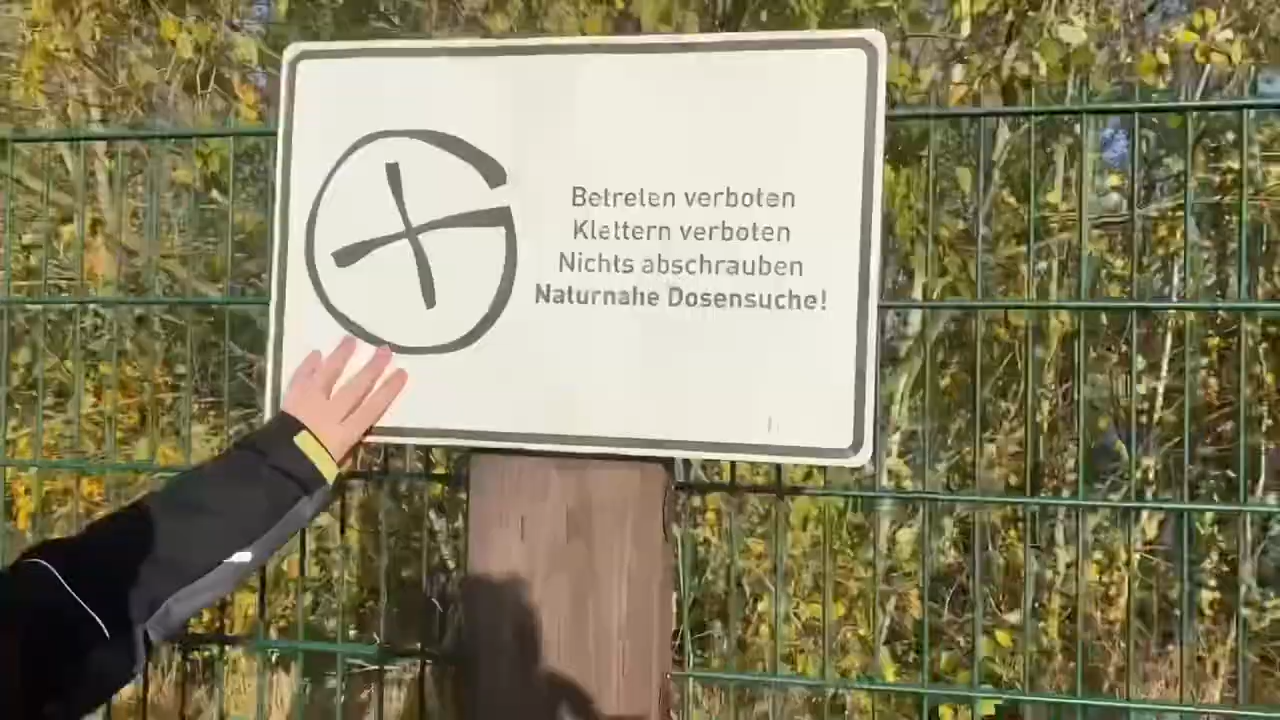 Betreten verboten
Klettern verboten
Nichts abschrauben
Naturnahe Dosensuche!